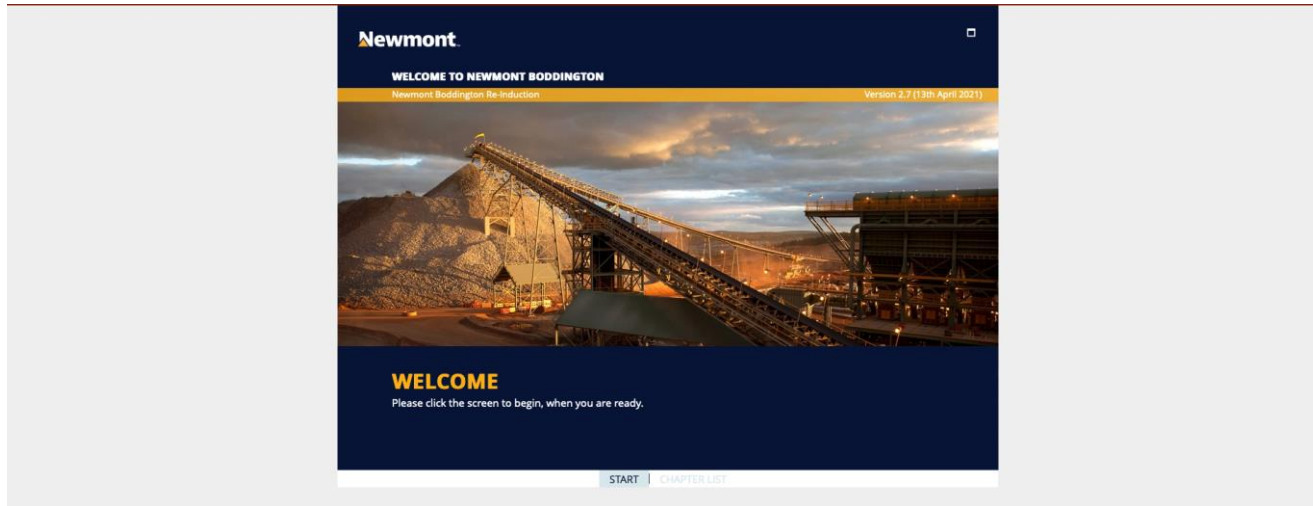 Newmont
WELCOME TO NEWMONT BODDINGTON
Newmont Boddington Re-Induction Version 2.7 (13th April 2021)
WELCOME
Please click the screen to begin, when you are ready.
START | CHAPTER LIST